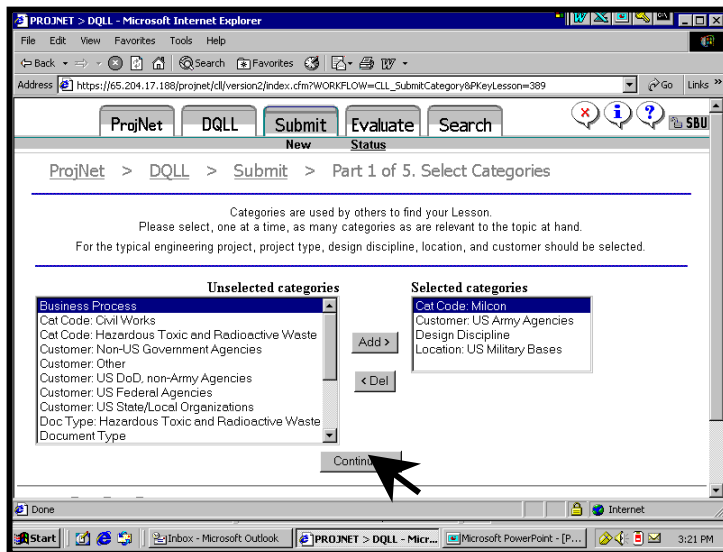 PROJNET > DQLL - Microsoft Internet Explorer
File Edit View Favorites Tools Help
Back Search Favorites
Address https://65.204.17.188/projnet/cll/version2/index.cfm?WORKFLOW=CLL_SubmitCategory&PKeyLesson=389 Go Links »
ProjNet DQLL Submit Evaluate Search SBU
New Status
ProjNet > DQLL > Submit > Part 1 of 5. Select Categories
Categories are used by others to find your Lesson.
Please select, one at a time, as many categories as are relevant to the topic at hand.
For the typical engineering project, project type, design discipline, location, and customer should be selected.
Unselected categories Selected categories
Business Process Cat Code: Milcon
Cat Code: Civil Works Customer: US Army Agencies
Cat Code: Hazardous Toxic and Radioactive Waste Design Discipline
Customer: Non-US Government Agencies Location: US Military Bases
Customer: Other
Customer: US DoD, non-Army Agencies
Customer: US Federal Agencies
Customer: US State/Local Organizations
Doc Type: Hazardous Toxic and Radioactive Waste
Document Type
Add >
< Del
Contin
Done Internet
Start Inbox - Microsoft Outlook PROJNET > DQLL - Micr... Microsoft PowerPoint - [P... 3:21 PM